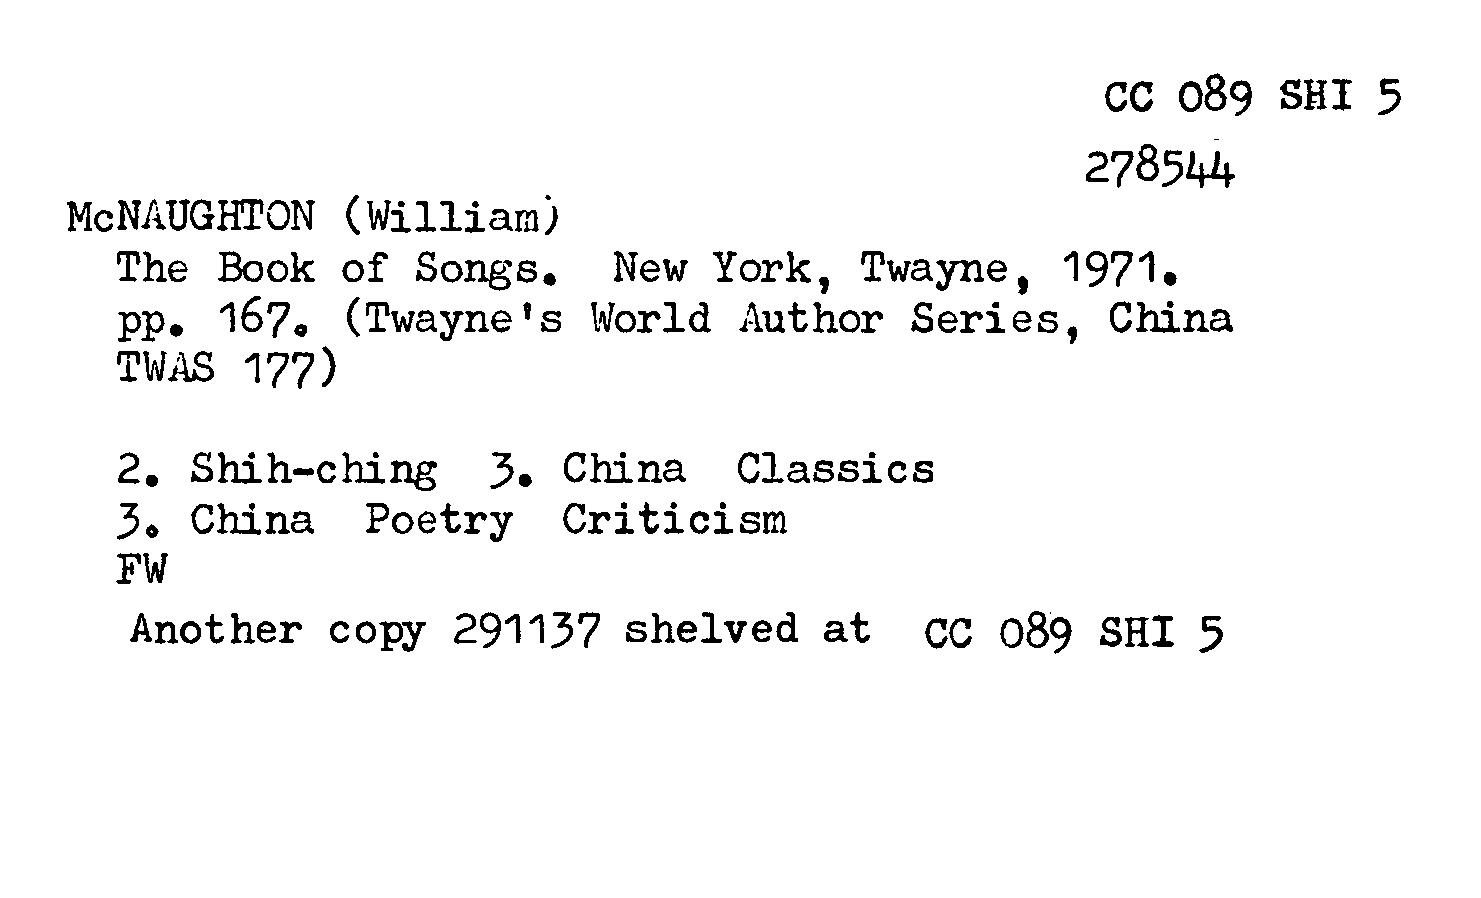 CC 089 SHI 5
278544
McNAUGHTON (William)
The Book of Songs. New York, Twayne, 1971.
pp. 167. (Twayne's World Author Series, China
TWAS 177)
2. Shih-ching 3. China Classics
3. China Poetry Criticism
FW
Another copy 291137 shelved at CC 089 SHI 5